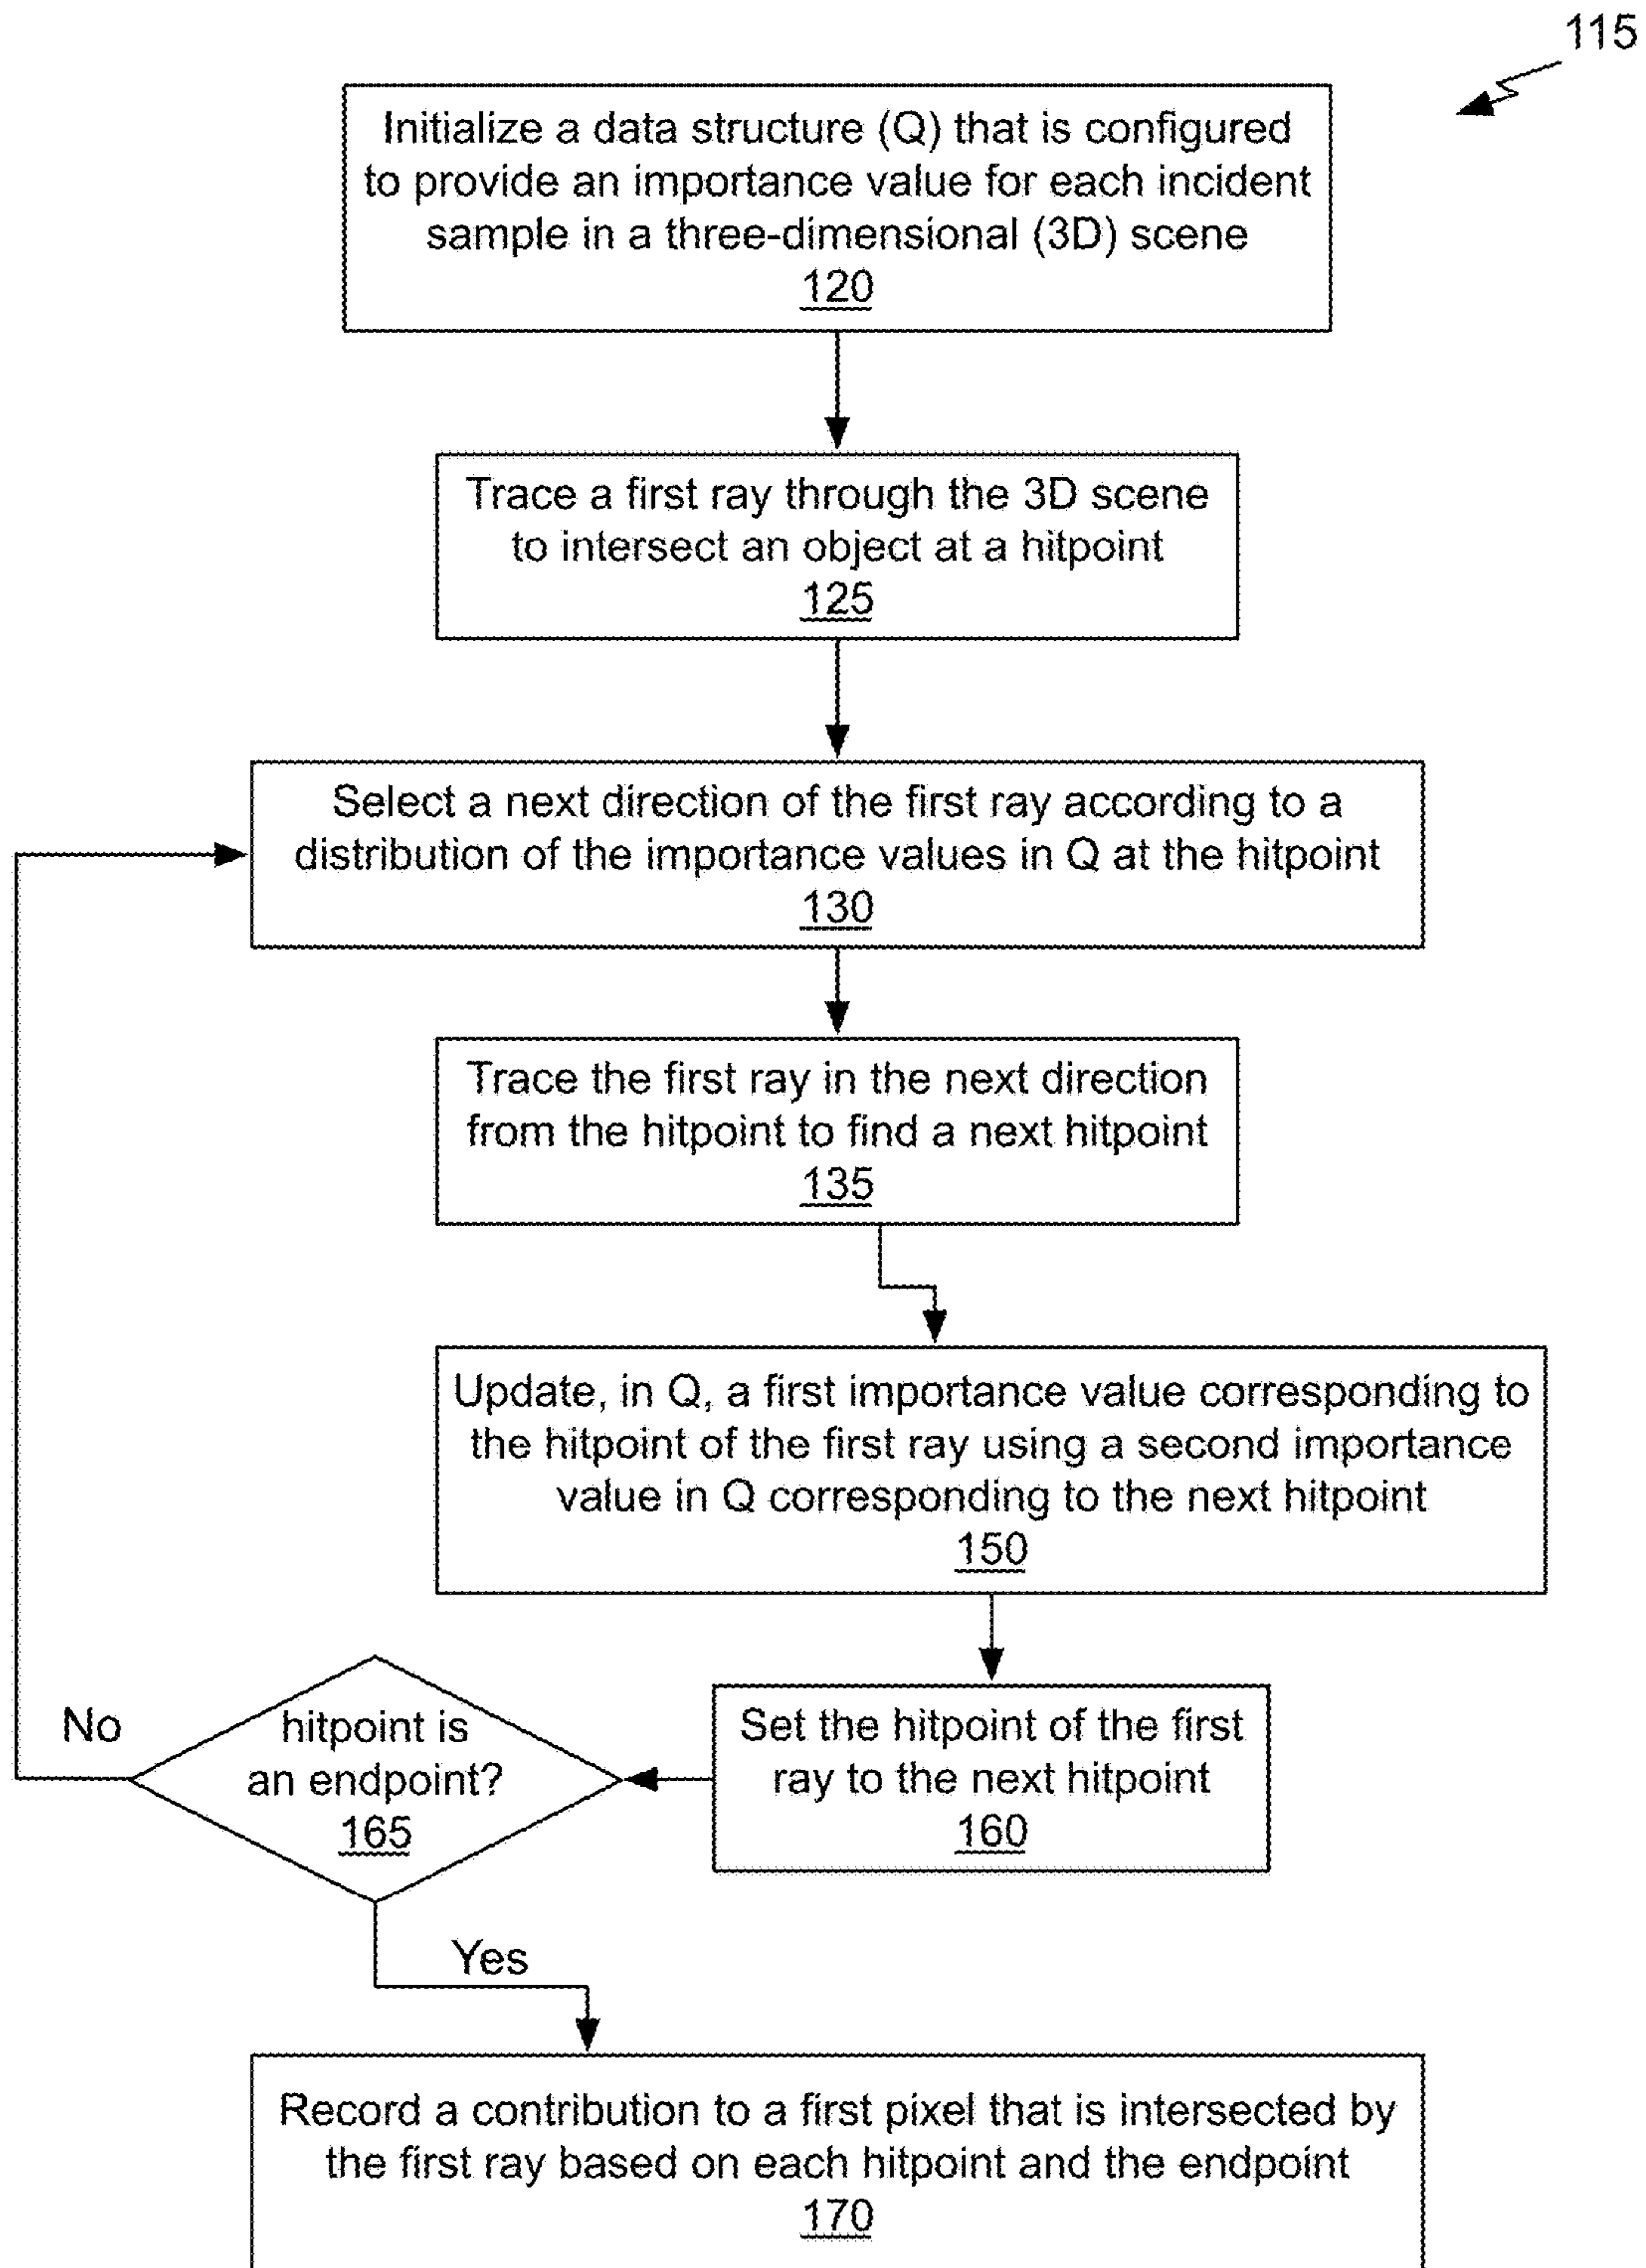 115
Initialize a data structure (Q) that is configured
to provide an importance value for each incident
sample in a three-dimensional (3D) scene
120
Trace a first ray through the 3D scene
to intersect an object at a hitpoint
125
Select a next direction of the first ray according to a
distribution of the importance values in Q at the hitpoint
130
Trace the first ray in the next direction
from the hitpoint to find a next hitpoint
135
Update, in Q, a first importance value corresponding to
the hitpoint of the first ray using a second importance
value in Q corresponding to the next hitpoint
150
Set the hitpoint of the first
ray to the next hitpoint
160
hitpoint is
an endpoint?
165
No
Yes
Record a contribution to a first pixel that is intersected by
the first ray based on each hitpoint and the endpoint
170